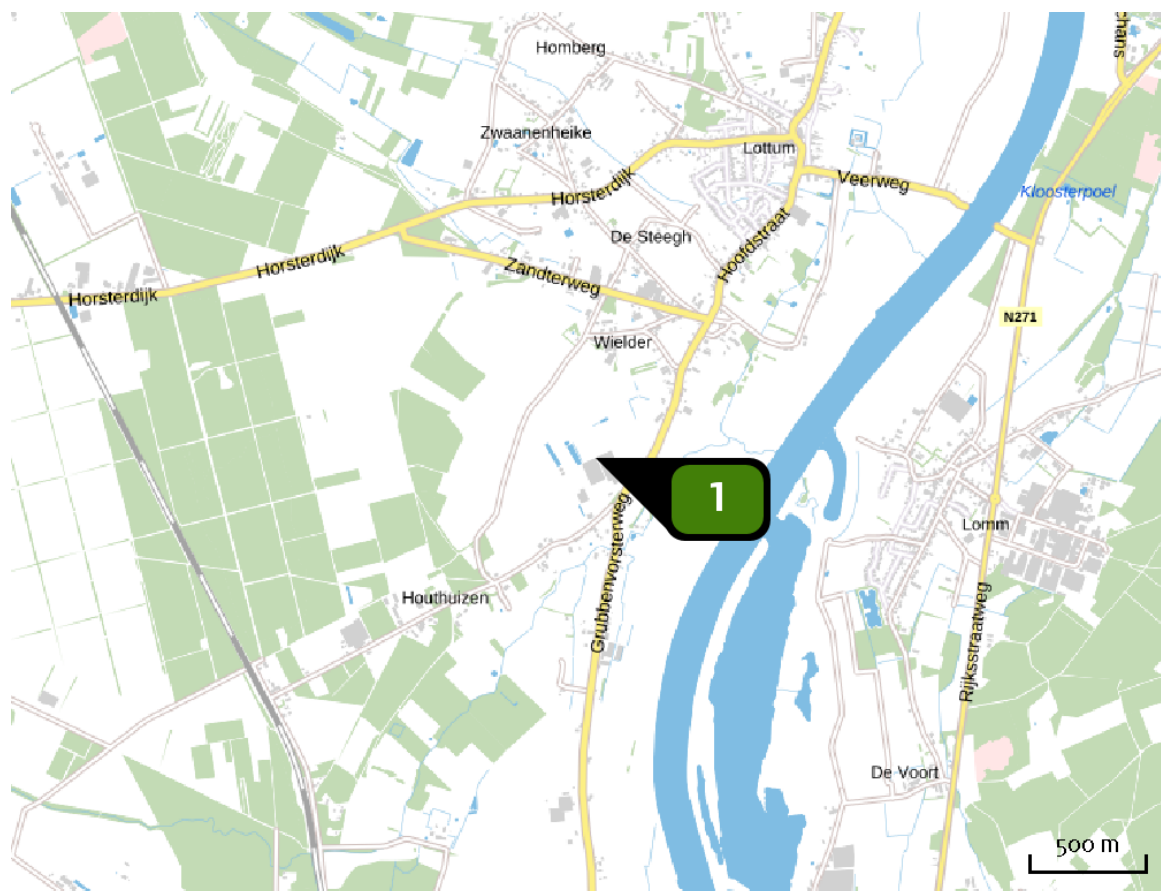 Homberg
chans
Zwaanenheike
Lottum
Horsterdijk
Veerweg
Kloosterpoel
De Steegh
Hoofdstraat
Horsterdijk
Zandterweg
Horsterdijk
N271
Wielder
1
Grubbenvorsterweg
Lomm
Houthuizen
Rijksstraatweg
De Voort
500 m